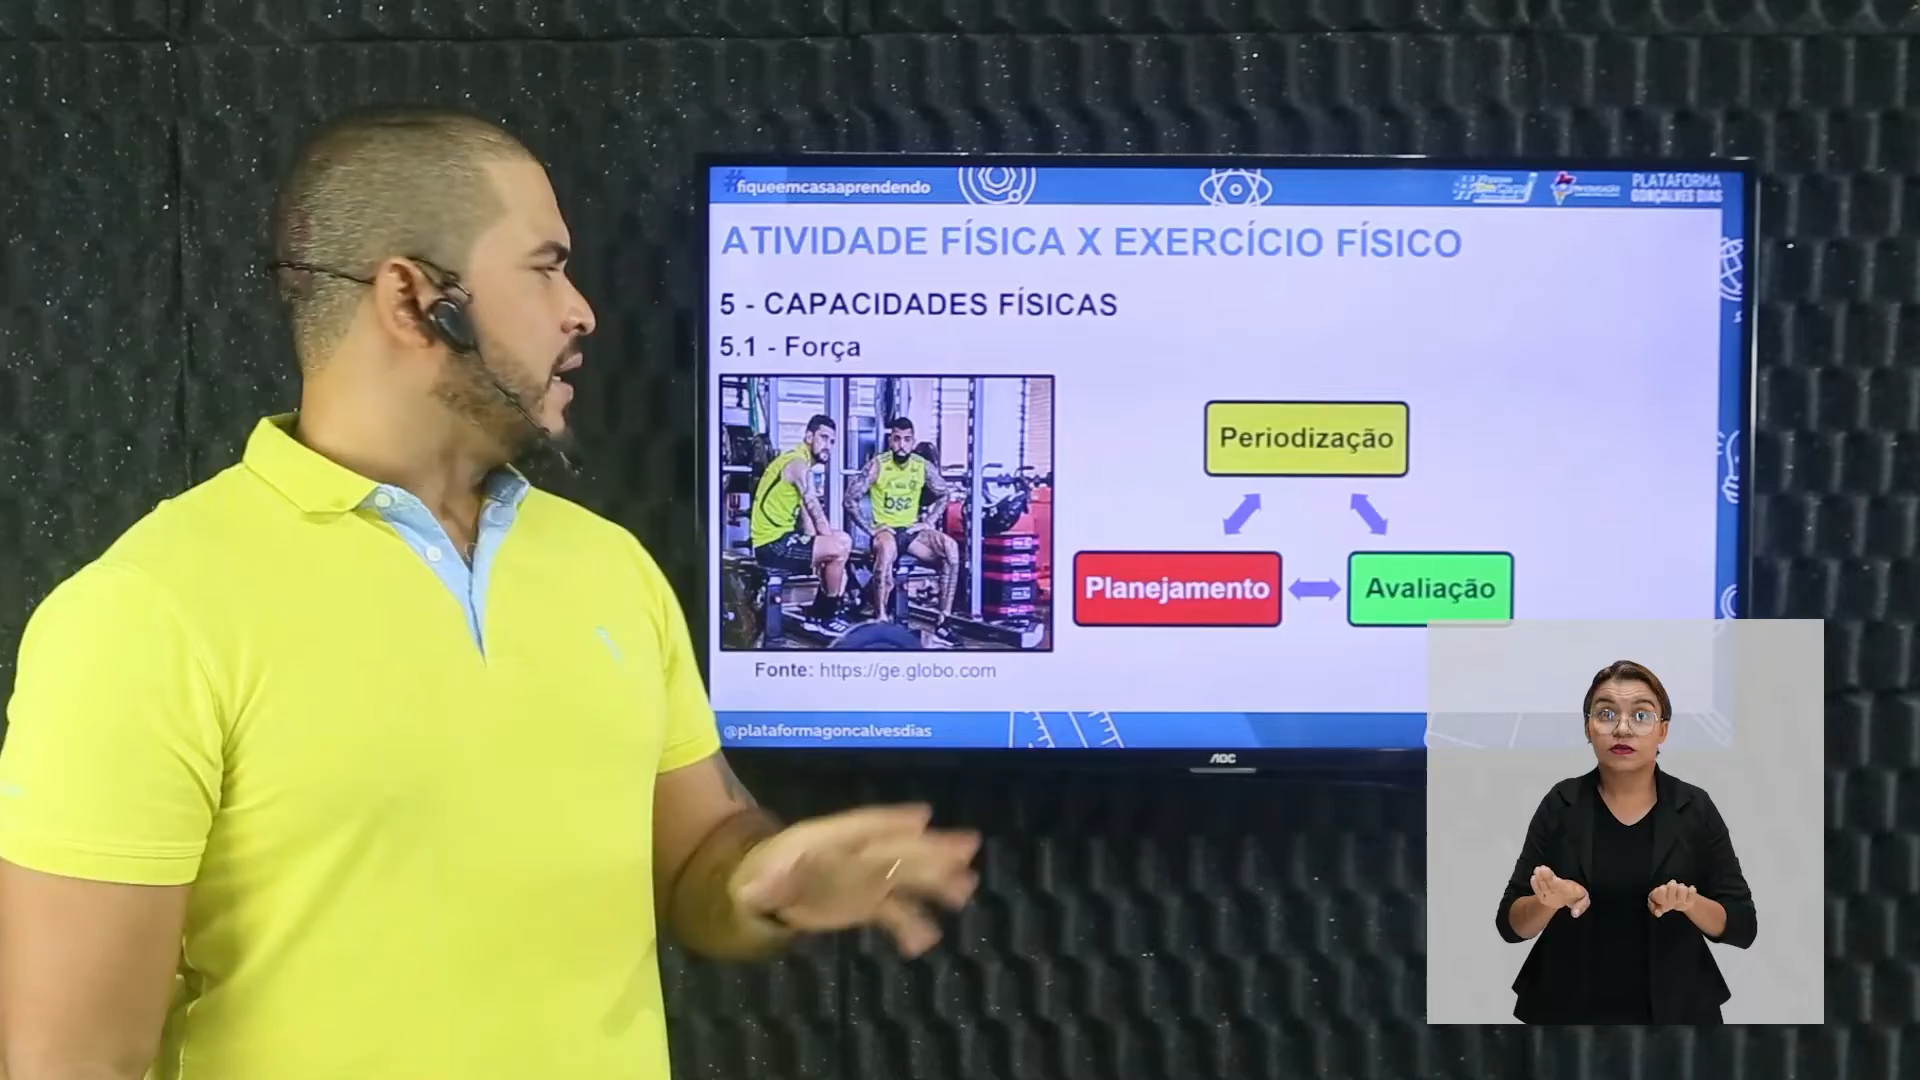 #fiqueemcasaaprendendo
PLATAFORMA
GONÇALVES DIAS
ATIVIDADE FÍSICA X EXERCÍCIO FÍSICO
5 - CAPACIDADES FÍSICAS
5.1 - Força
bs2
Periodização
Planejamento
Avaliação
Fonte: https://ge.globo.com
@plataformagoncalvesdias
AOC